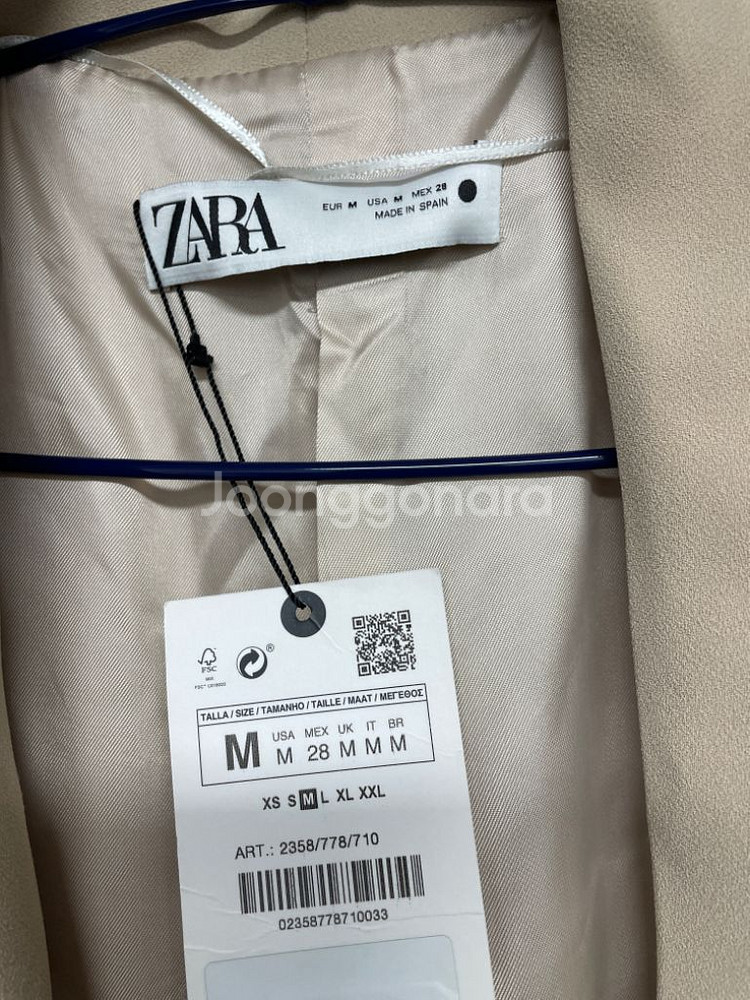 ZARA
EUR M USA M MEX 28
MADE IN SPAIN
Joonggonara
FSC
MIX
®
TALLA / SIZE / TAMANHO / TAILLE / MAAT / ΜΕΓΕΘΟΣ
USA MEX UK IT BR
M M 28 M M M
XS S M L XL XXL
ART.: 2358/778/710
02358778710033